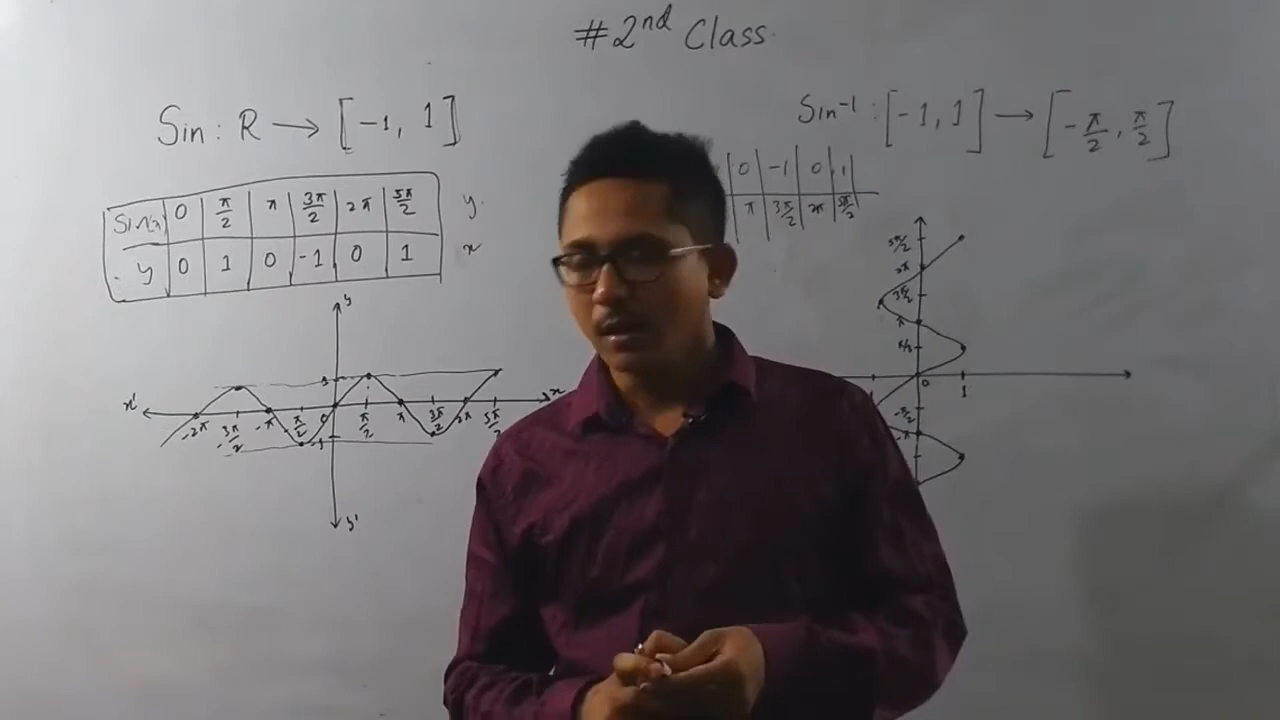 #2nd Class.
Sin : R → [-1, 1]
Sin(x) 0 π/2 π 3π/2 2π 5π/2 y
y 0 1 0 -1 0 1 x
y
1
x' -2π -3π/2 -π -π/2 0 π/2 π 3π/2 2π 5π/2 x
-1
y'
Sin⁻¹ : [-1, 1] → [-π/2, π/2]
0 -1 0 1
π 3π/2 2π 5π/2
5π/2
2π
3π/2
π
π/2
0 1
-π/2
-π